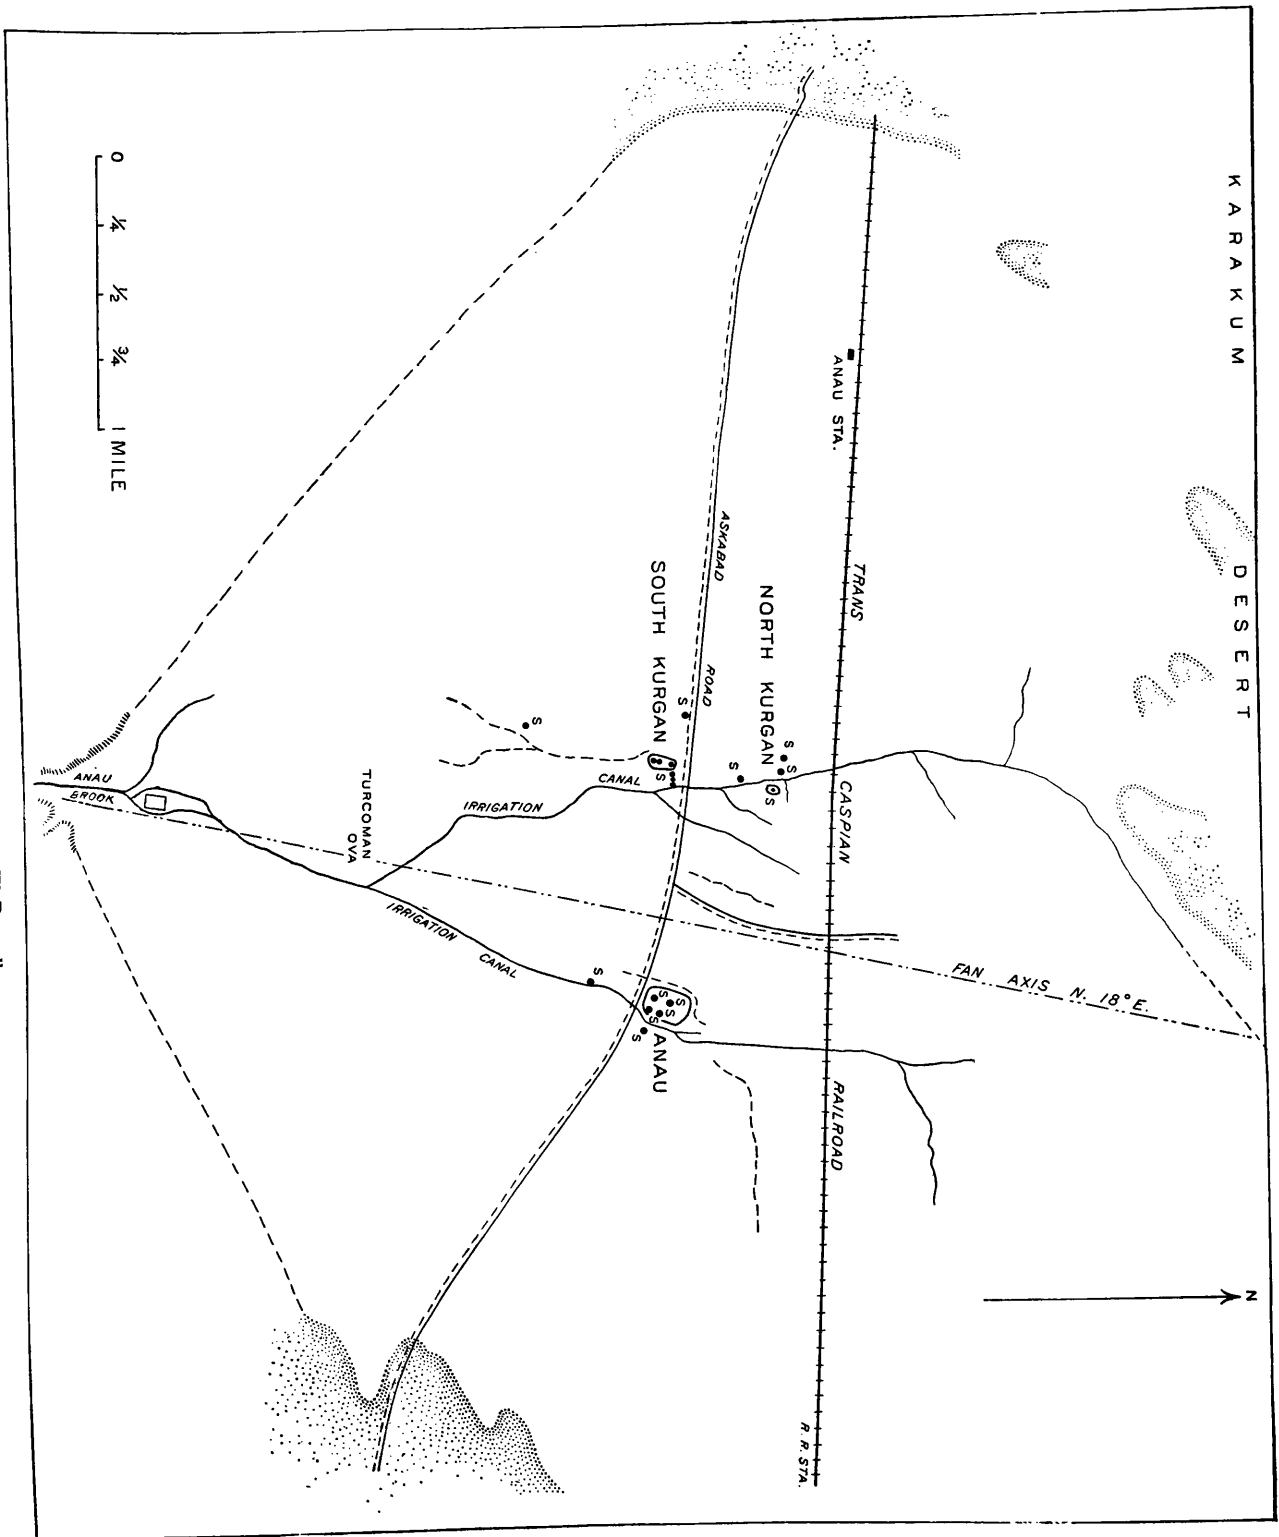 KARAKUM DESERT
N
FAN AXIS N. 18° E.
TRANS CASPIAN RAILROAD
R. R. STA.
ANAU STA.
NORTH KURGAN
S
S
S
S
ASKABAD ROAD
S
SOUTH KURGAN
S
ANAU
S
S
S
S
S
S
CANAL
IRRIGATION
S
S
IRRIGATION CANAL
TURCOMAN
OVA
ANAU
BROOK
0 ¼ ½ ¾ 1 MILE